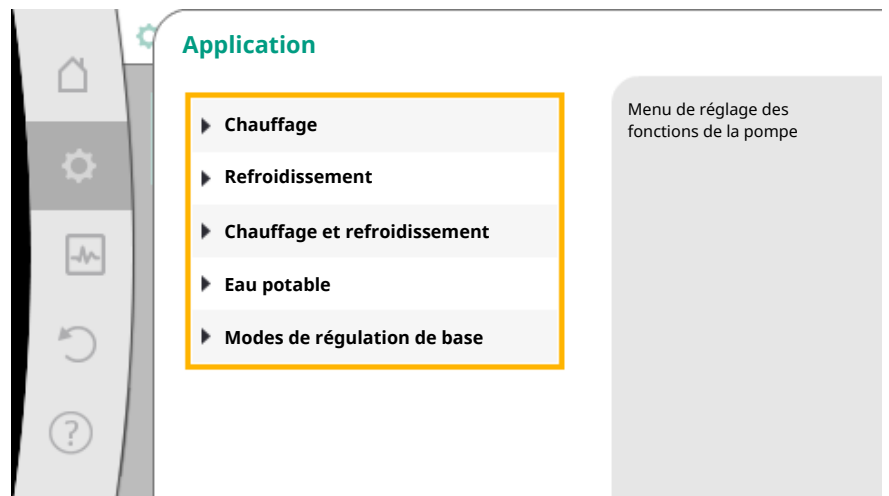 Application
Chauffage
Refroidissement
Chauffage et refroidissement
Eau potable
Modes de régulation de base
Menu de réglage des
fonctions de la pompe
?